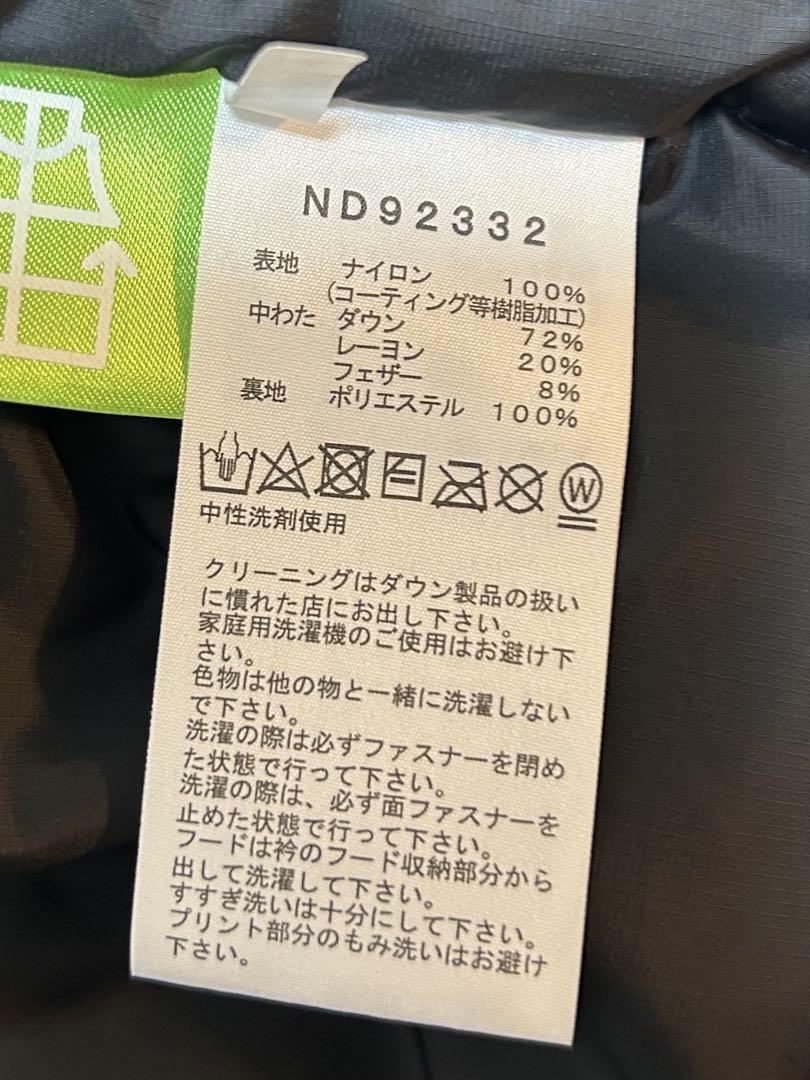 ND92332
表地 ナイロン 100%
(コーティング等樹脂加工)
中わた ダウン 72%
レーヨン 20%
フェザー 8%
裏地 ポリエステル 100%
W
中性洗剤使用
クリーニングはダウン製品の扱い
に慣れた店にお出し下さい。
家庭用洗濯機のご使用はお避け下
さい。
色物は他の物と一緒に洗濯しない
で下さい。
洗濯の際は必ずファスナーを閉め
た状態で行って下さい。
洗濯の際は、必ず面ファスナーを
止めた状態で行って下さい。
フードは衿のフード収納部分から
出して洗濯して下さい。
すすぎ洗いは十分にして下さい。
プリント部分のもみ洗いはお避け
下さい。